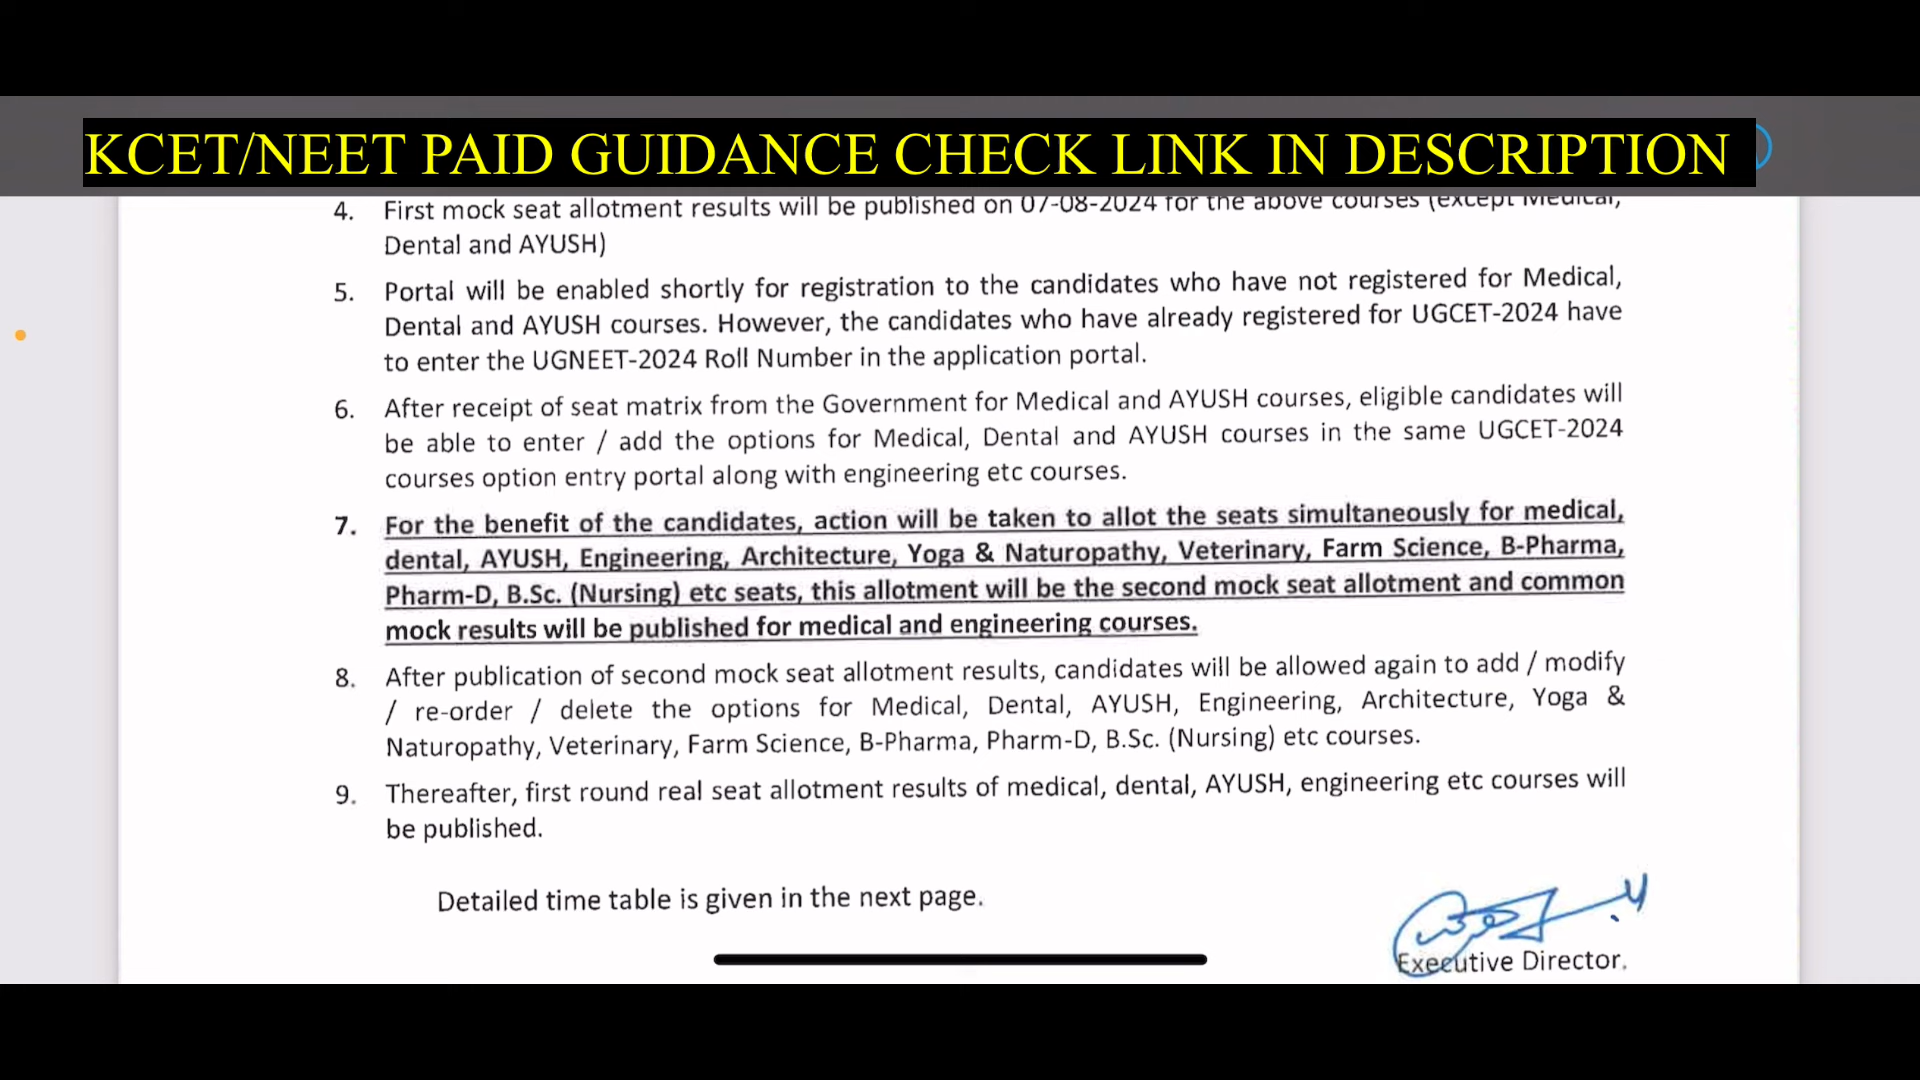 KCET/NEET PAID GUIDANCE CHECK LINK IN DESCRIPTION
4. First mock seat allotment results will be published on 07-08-2024 for the above courses (except Medical,
Dental and AYUSH)
5. Portal will be enabled shortly for registration to the candidates who have not registered for Medical,
Dental and AYUSH courses. However, the candidates who have already registered for UGCET-2024 have
to enter the UGNEET-2024 Roll Number in the application portal.
6. After receipt of seat matrix from the Government for Medical and AYUSH courses, eligible candidates will
be able to enter / add the options for Medical, Dental and AYUSH courses in the same UGCET-2024
courses option entry portal along with engineering etc courses.
7. For the benefit of the candidates, action will be taken to allot the seats simultaneously for medical,
dental, AYUSH, Engineering, Architecture, Yoga & Naturopathy, Veterinary, Farm Science, B-Pharma,
Pharm-D, B.Sc. (Nursing) etc seats, this allotment will be the second mock seat allotment and common
mock results will be published for medical and engineering courses.
8. After publication of second mock seat allotment results, candidates will be allowed again to add / modify
/ re-order / delete the options for Medical, Dental, AYUSH, Engineering, Architecture, Yoga &
Naturopathy, Veterinary, Farm Science, B-Pharma, Pharm-D, B.Sc. (Nursing) etc courses.
9. Thereafter, first round real seat allotment results of medical, dental, AYUSH, engineering etc courses will
be published.
Detailed time table is given in the next page.
Executive Director.